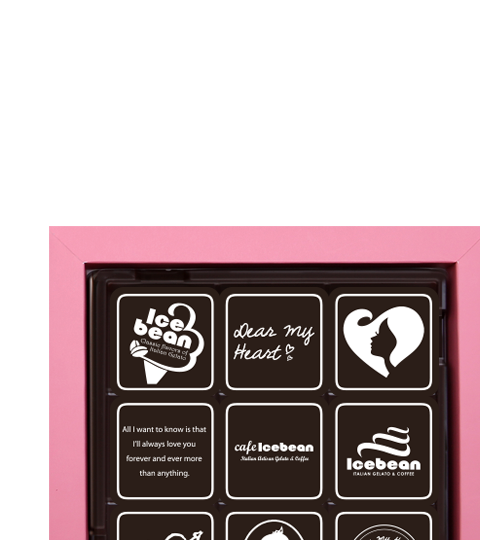 Ice
bean
Classic flavors of
Italian Gelato
Dear my
Heart
All I want to know is that
I'll always love you
forever and ever more
than anything.
cafe Icebean
Italian Artisan Gelato & Coffee
Icebean
ITALIAN GELATO & COFFEE